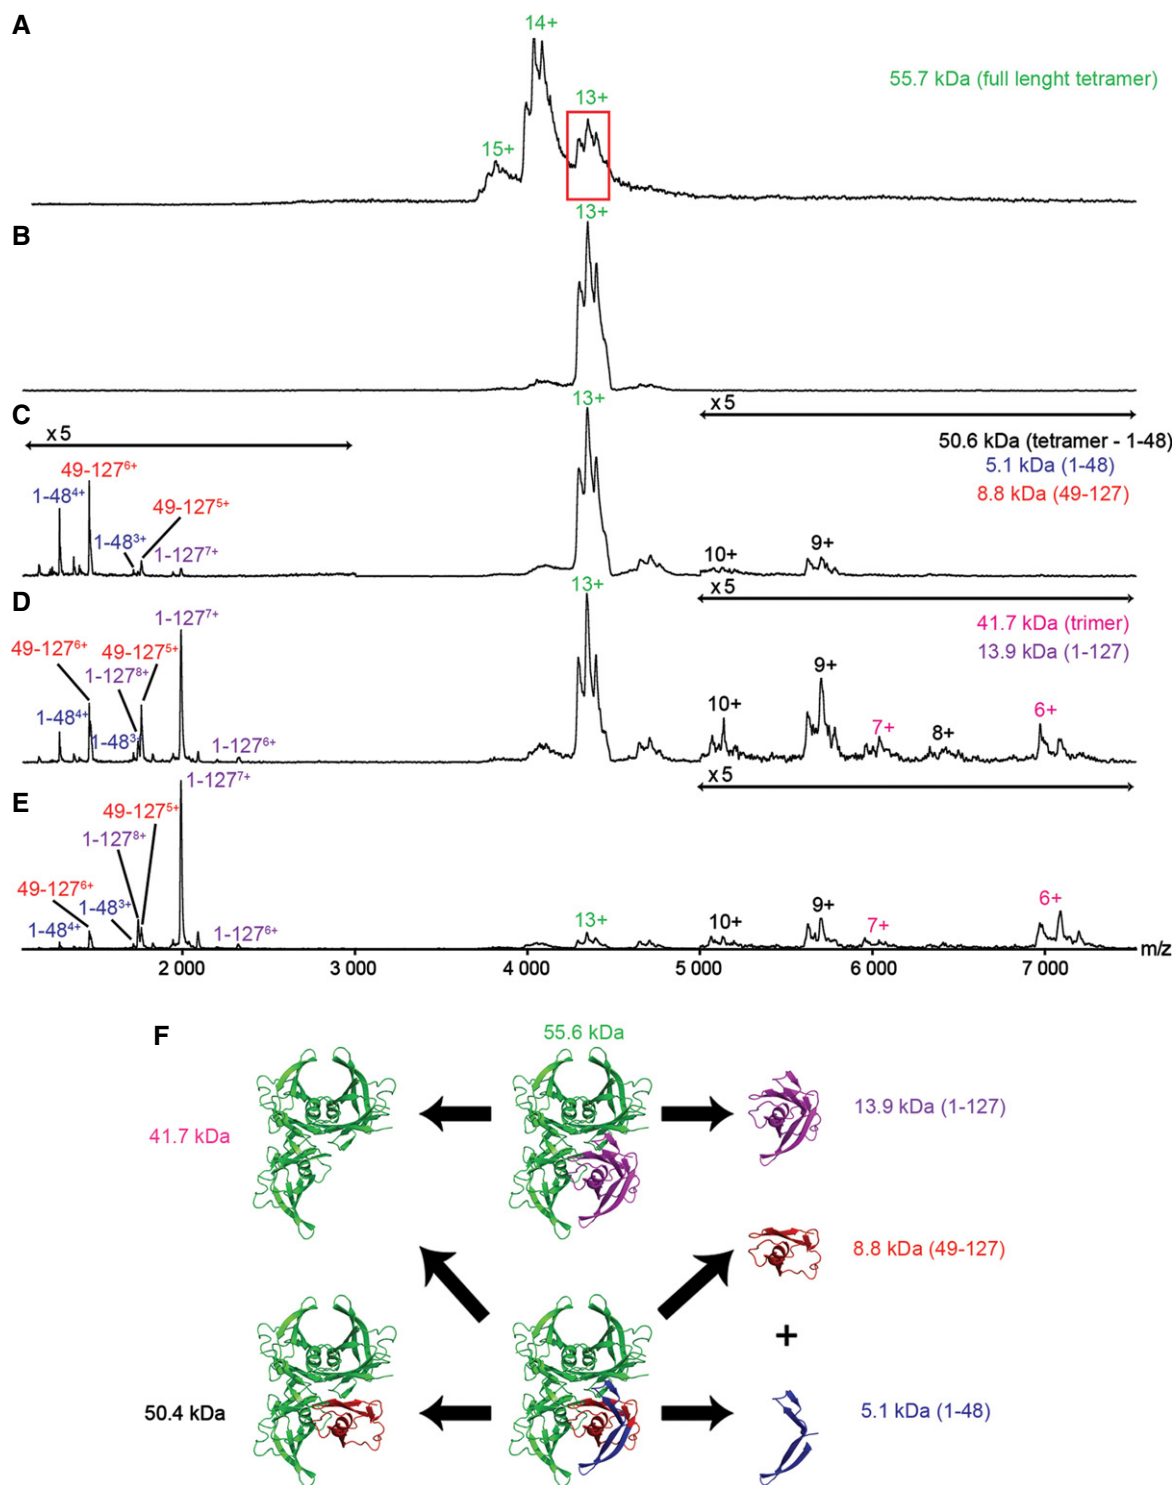 A
14+
13+
15+
55.7 kDa (full lenght tetramer)
B
13+
C
x5
13+
x5
50.6 kDa (tetramer - 1-48)
5.1 kDa (1-48)
8.8 kDa (49-127)
49-127⁶⁺
1-48⁴⁺
49-127⁵⁺
1-48³⁺
1-127⁷⁺
10+
9+
D
13+
x5
41.7 kDa (trimer)
13.9 kDa (1-127)
1-127⁷⁺
49-127⁶⁺
49-127⁵⁺
1-127⁸⁺
1-48⁴⁺
1-48³
1-127⁶⁺
10+
9+
7+
8+
6+
E
x5
1-127⁷⁺
49-127⁵⁺
1-127⁸⁺
49-127⁶⁺
1-48³⁺
1-48⁴⁺
1-127⁶⁺
13+
10+
9+
7+
6+
2 000
3 000
4 000
5 000
6 000
7 000
m/z
F
55.6 kDa
41.7 kDa
13.9 kDa (1-127)
8.8 kDa (49-127)
+
50.4 kDa
5.1 kDa (1-48)